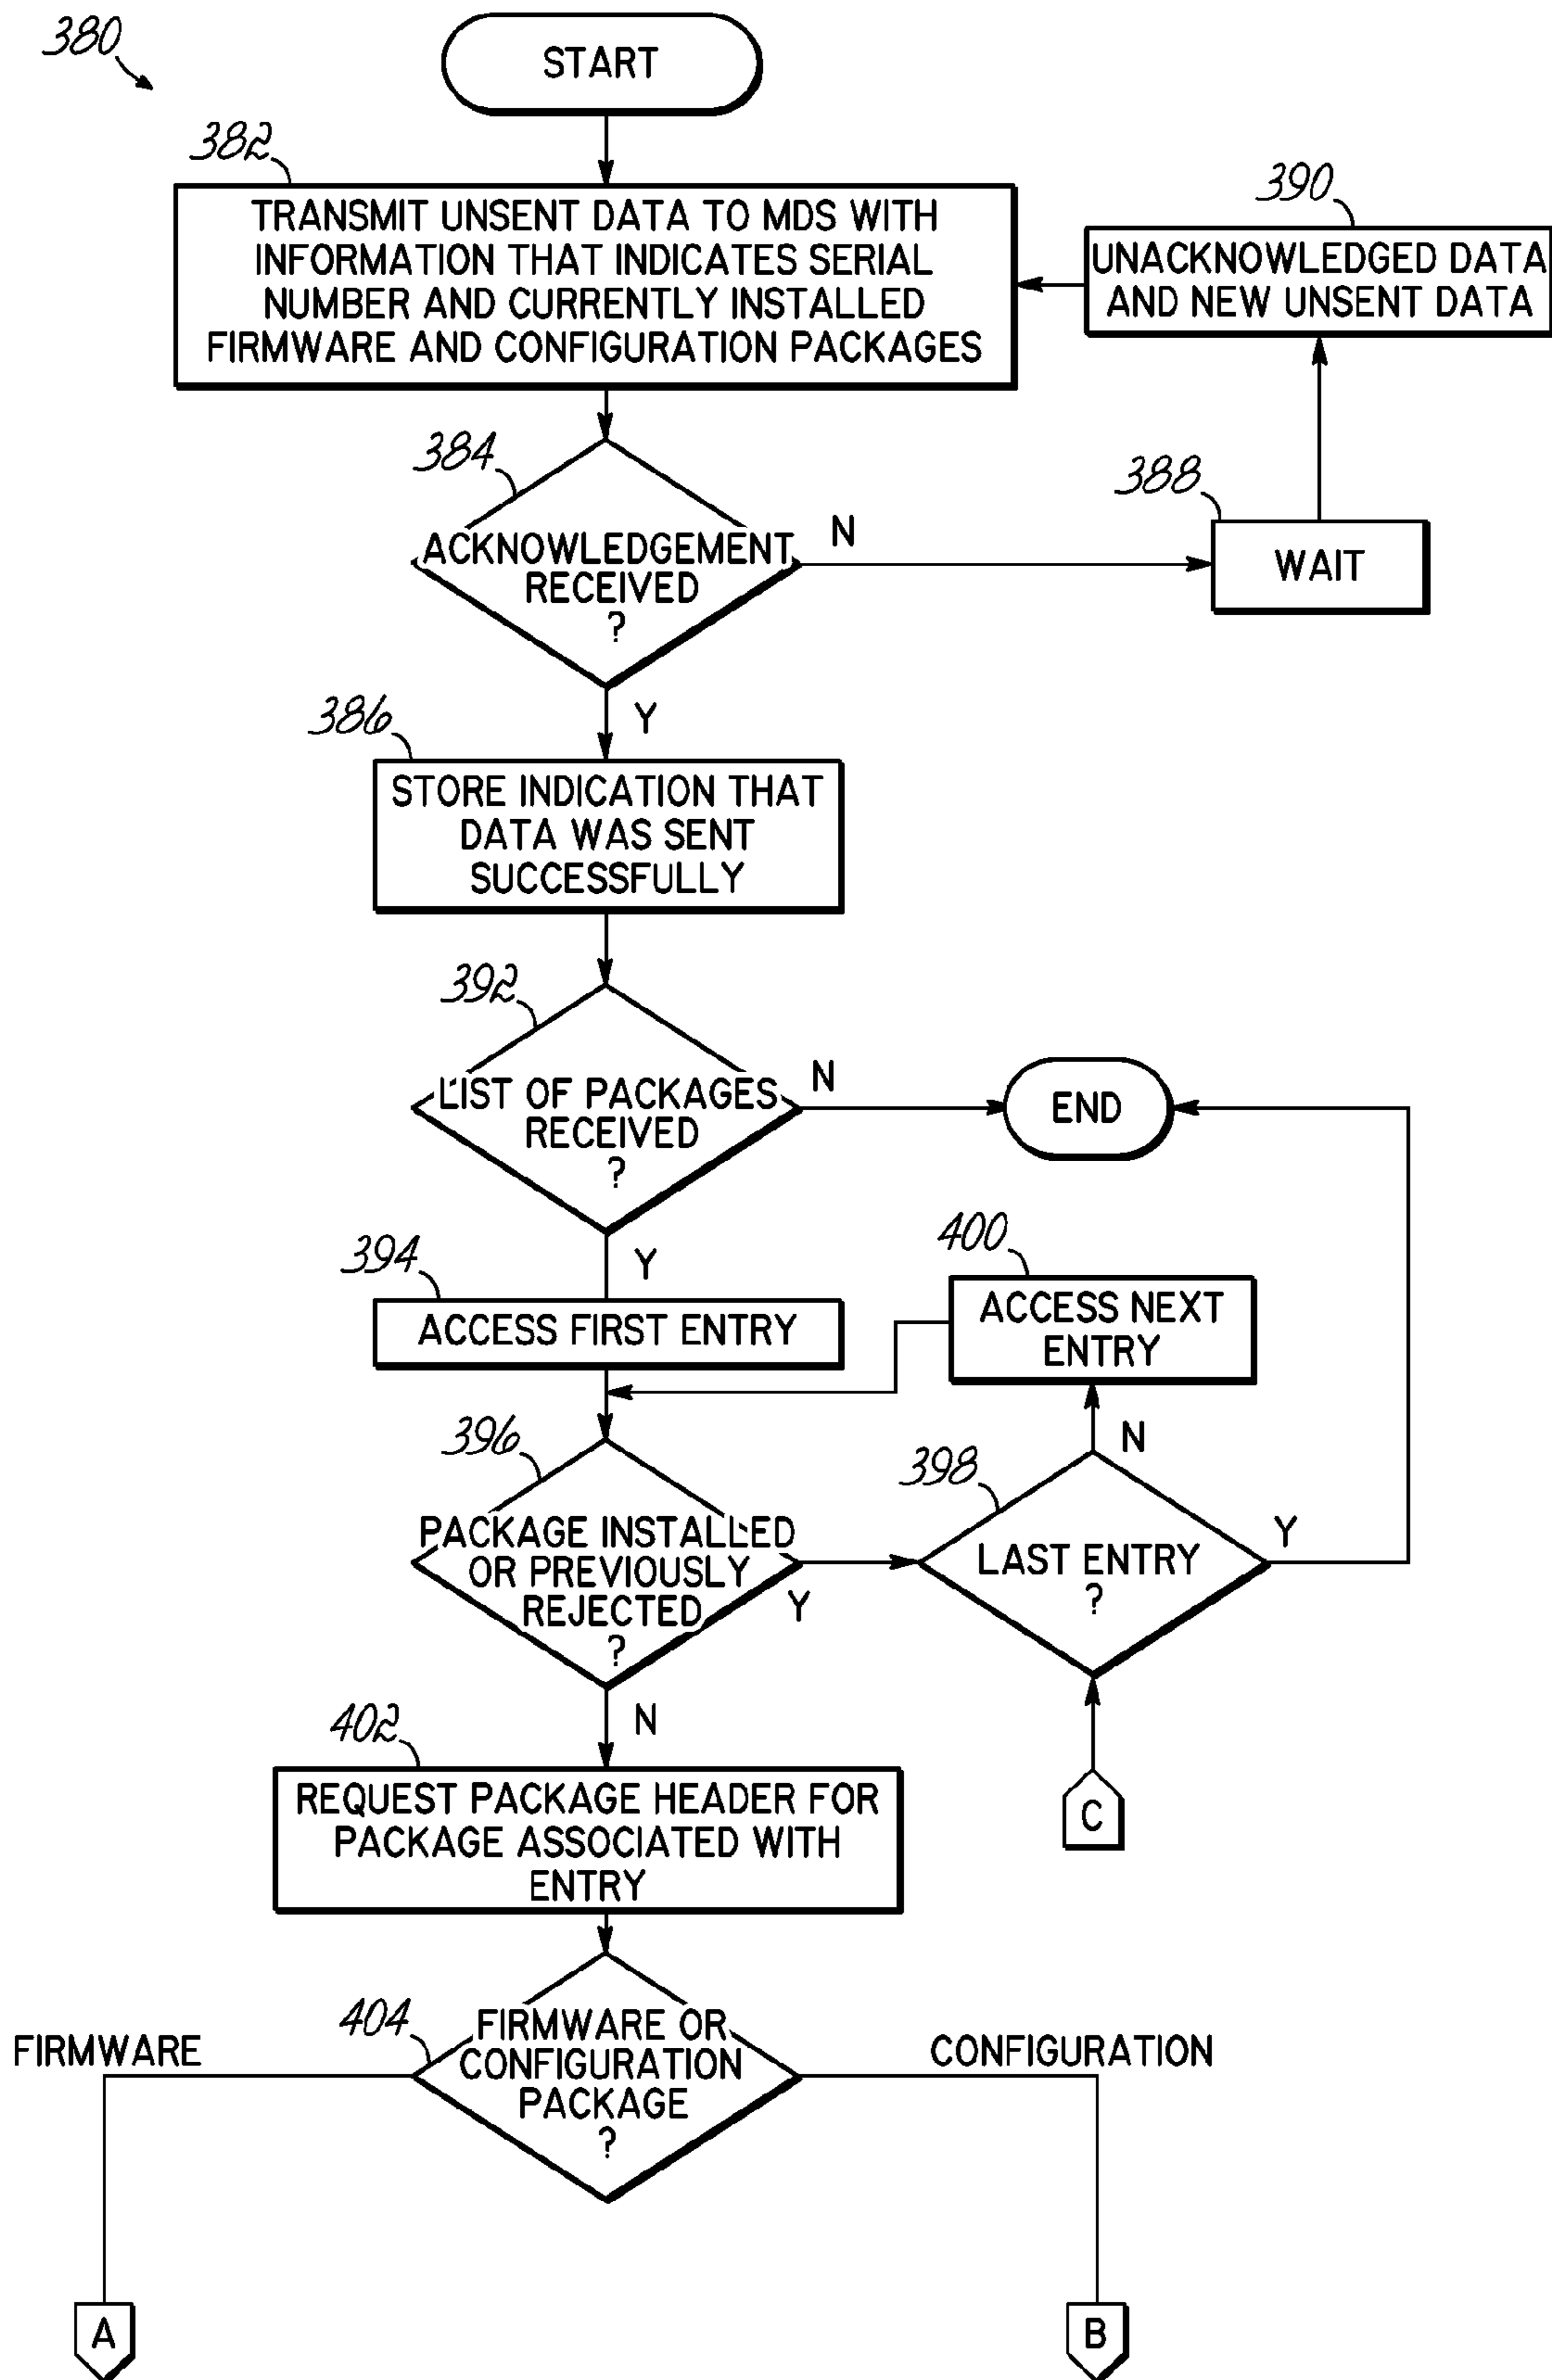 380
START
382
TRANSMIT UNSENT DATA TO MDS WITH
INFORMATION THAT INDICATES SERIAL
NUMBER AND CURRENTLY INSTALLED
FIRMWARE AND CONFIGURATION PACKAGES
390
UNACKNOWLEDGED DATA
AND NEW UNSENT DATA
384
ACKNOWLEDGEMENT
RECEIVED
?
N
388
WAIT
Y
386
STORE INDICATION THAT
DATA WAS SENT
SUCCESSFULLY
392
LIST OF PACKAGES
RECEIVED
?
N
END
Y
394
ACCESS FIRST ENTRY
400
ACCESS NEXT
ENTRY
396
PACKAGE INSTALLED
OR PREVIOUSLY
REJECTED
?
Y
N
398
LAST ENTRY
?
Y
N
C
402
REQUEST PACKAGE HEADER FOR
PACKAGE ASSOCIATED WITH
ENTRY
404
FIRMWARE OR
CONFIGURATION
PACKAGE
?
FIRMWARE
CONFIGURATION
A
B